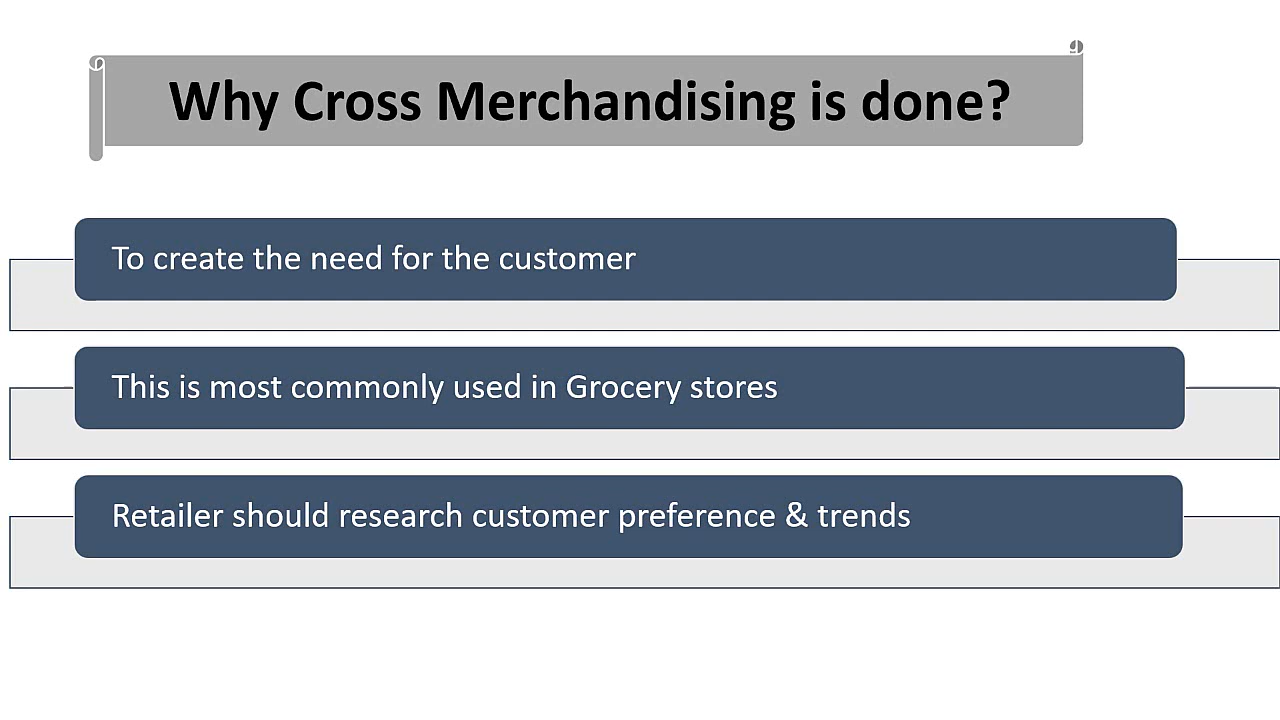 Why Cross Merchandising is done?
To create the need for the customer
This is most commonly used in Grocery stores
Retailer should research customer preference & trends